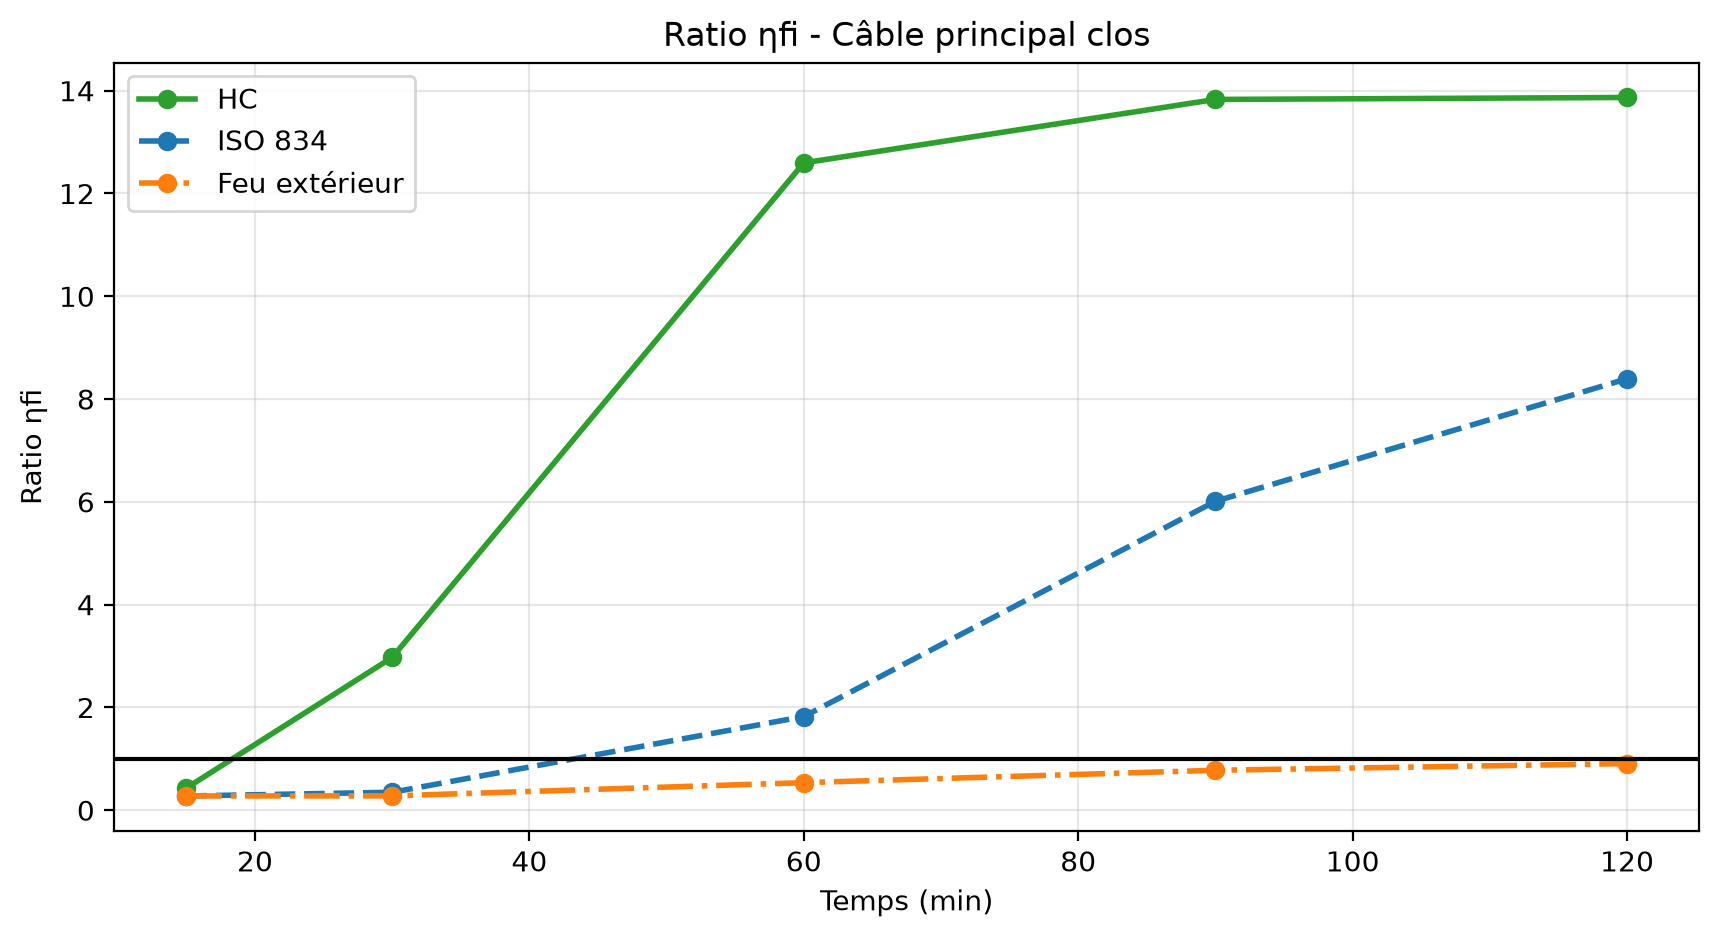 Ratio ηfi - Câble principal clos
HC
ISO 834
Feu extérieur
Ratio ηfi
14
12
10
8
6
4
2
0
20 40 60 80 100 120
Temps (min)